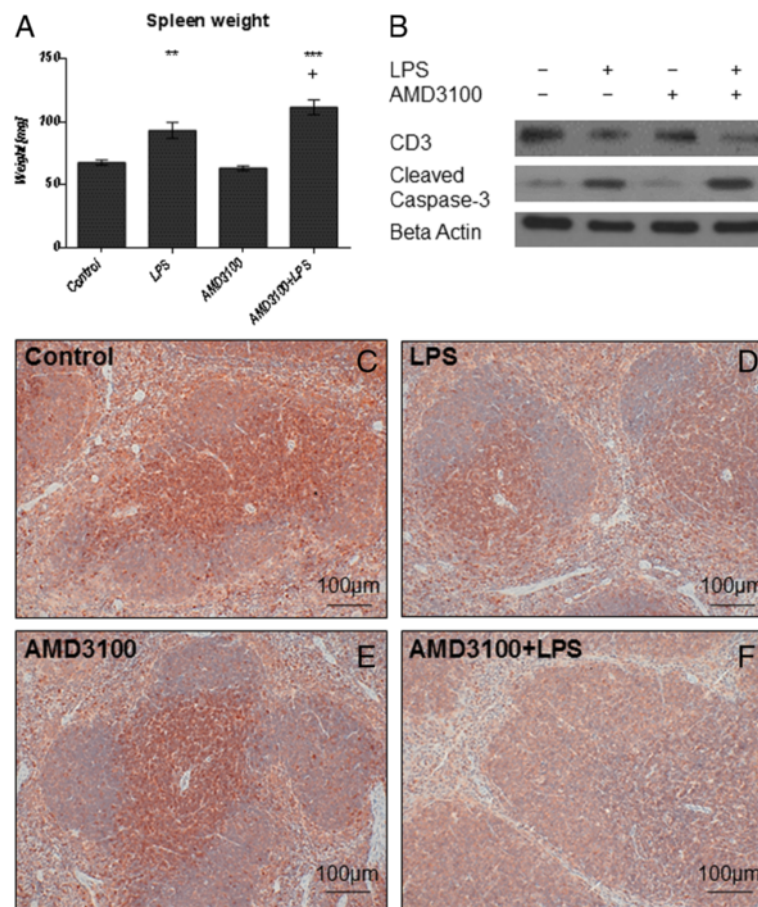 A
Spleen weight
150
100
50
0
Weight [mg]
**
***
+
Control
LPS
AMD3100
AMD3100+LPS
B
LPS - + - +
AMD3100 - - + +
CD3
Cleaved
Caspase-3
Beta Actin
Control C
100µm
LPS D
100µm
AMD3100 E
100µm
AMD3100+LPS F
100µm